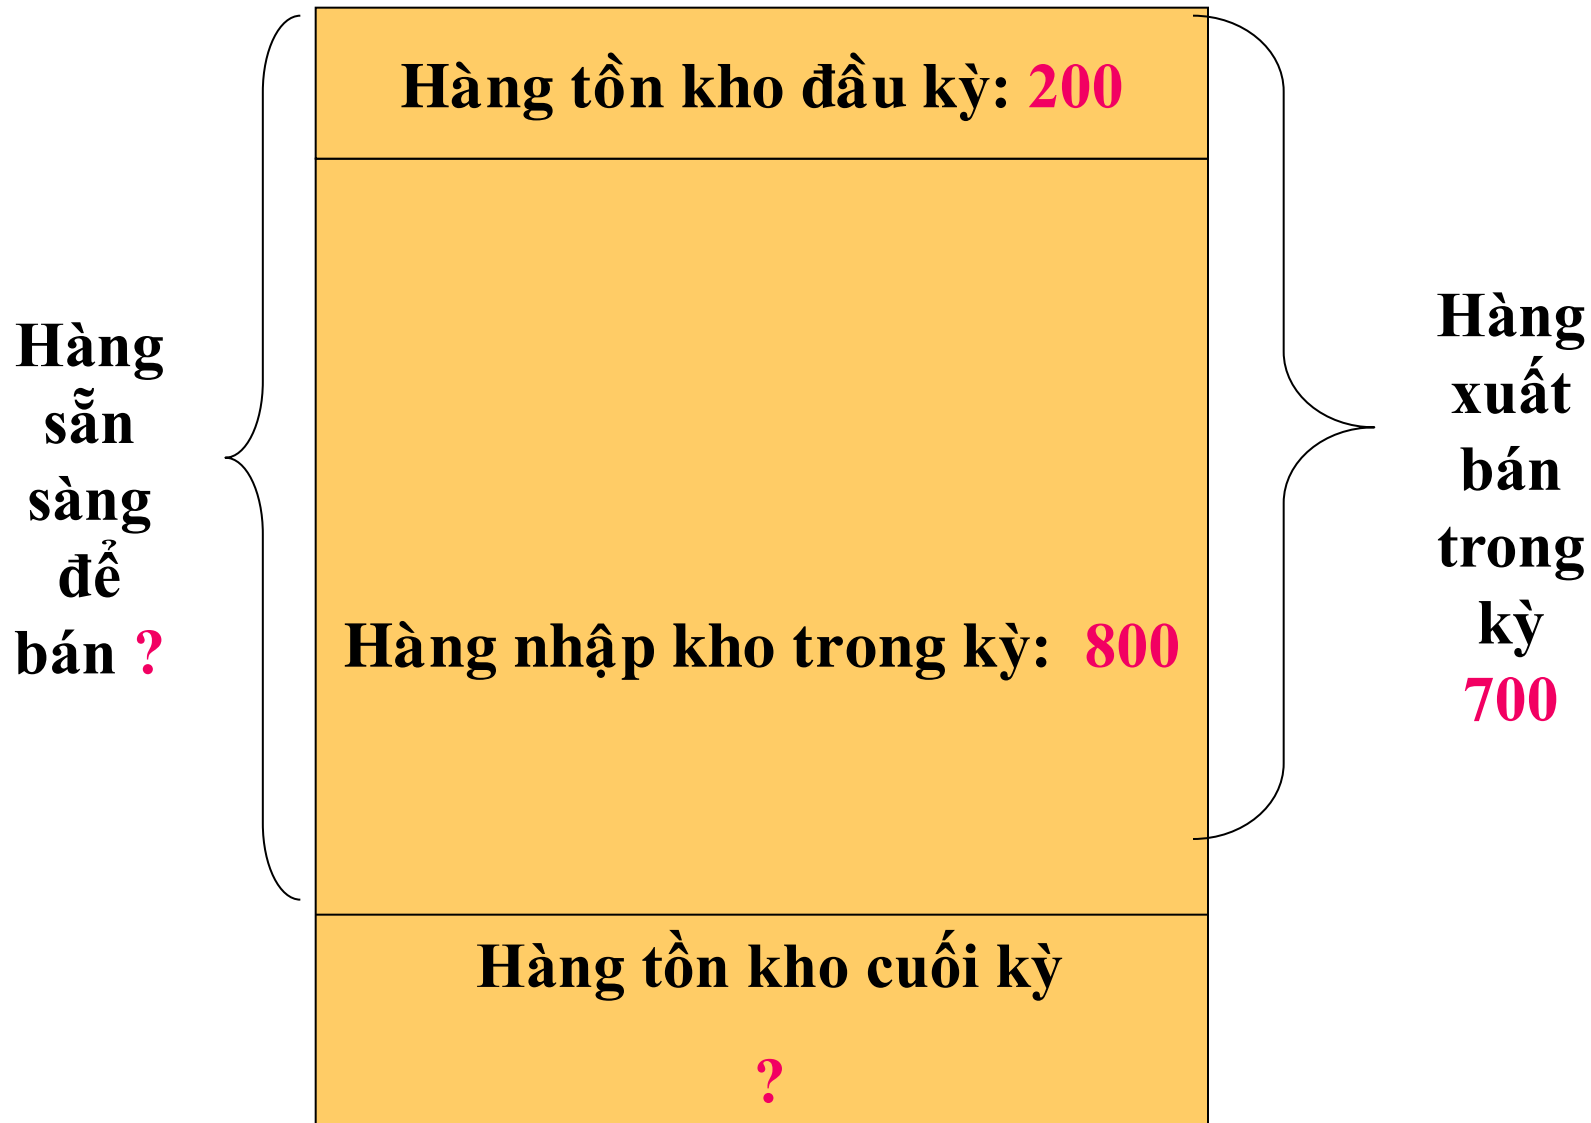 Hàng tồn kho đầu kỳ: 200
Hàng
sẵn
sàng
để
bán ?
Hàng nhập kho trong kỳ: 800
Hàng
xuất
bán
trong
kỳ
700
Hàng tồn kho cuối kỳ
?